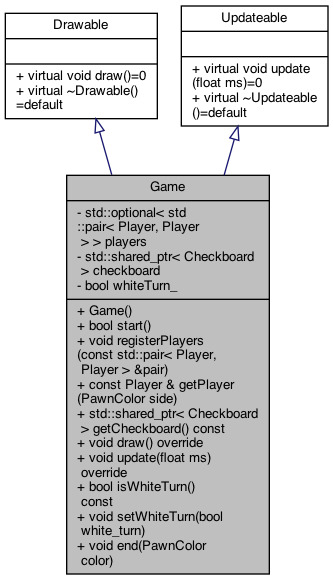 Drawable
+ virtual void draw()=0
+ virtual ~Drawable()
=default
Updateable
+ virtual void update
(float ms)=0
+ virtual ~Updateable
()=default
Game
- std::optional< std
::pair< Player, Player
> > players
- std::shared_ptr< Checkboard
> checkboard
- bool whiteTurn_
+ Game()
+ bool start()
+ void registerPlayers
(const std::pair< Player,
Player > &pair)
+ const Player & getPlayer
(PawnColor side)
+ std::shared_ptr< Checkboard
> getCheckboard() const
+ void draw() override
+ void update(float ms)
override
+ bool isWhiteTurn()
const
+ void setWhiteTurn(bool
white_turn)
+ void end(PawnColor
color)